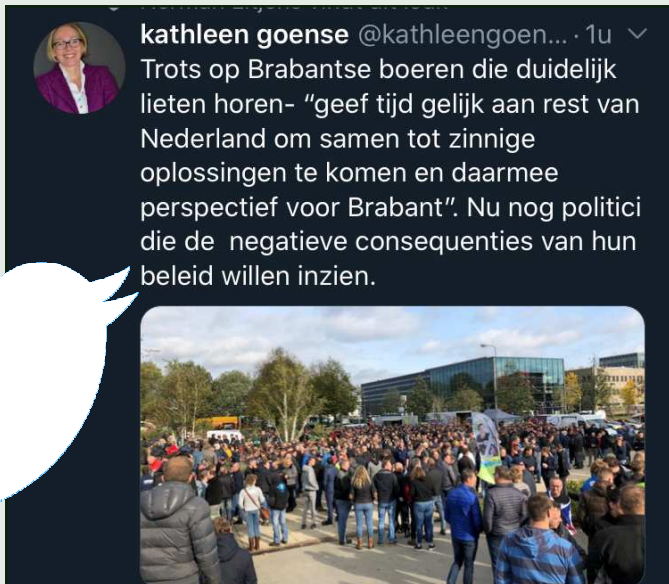 kathleen goense @kathleengoen... · 1u
Trots op Brabantse boeren die duidelijk
lieten horen- “geef tijd gelijk aan rest van
Nederland om samen tot zinnige
oplossingen te komen en daarmee
perspectief voor Brabant”. Nu nog politici
die de  negatieve consequenties van hun
beleid willen inzien.